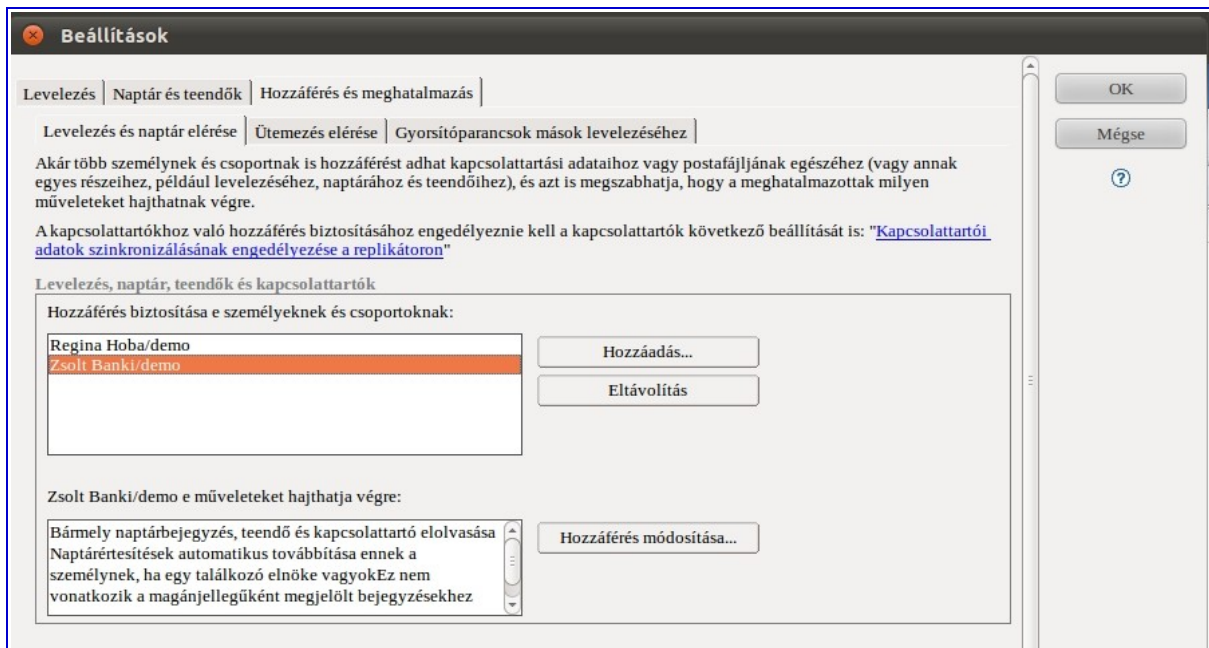 Beállítások
Levelezés Naptár és teendők Hozzáférés és meghatalmazás
OK
Levelezés és naptár elérése Ütemezés elérése Gyorsítóparancsok mások levelezéséhez
Mégse
Akár több személynek és csoportnak is hozzáférést adhat kapcsolattartási adataihoz vagy postafájljának egészéhez (vagy annak
egyes részeihez, például levelezéséhez, naptárához és teendőihez), és azt is megszabhatja, hogy a meghatalmazottak milyen
műveleteket hajthatnak végre.
A kapcsolattartókhoz való hozzáférés biztosításához engedélyeznie kell a kapcsolattartók következő beállítását is: "Kapcsolattartói
adatok szinkronizálásának engedélyezése a replikátoron"
Levelezés, naptár, teendők és kapcsolattartók
Hozzáférés biztosítása e személyeknek és csoportoknak:
Regina Hoba/demo
Zsolt Banki/demo
Hozzáadás...
Eltávolítás
Zsolt Banki/demo e műveleteket hajthatja végre:
Bármely naptárbejegyzés, teendő és kapcsolattartó elolvasása
Naptárértesítések automatikus továbbítása ennek a
személynek, ha egy találkozó elnöke vagyokEz nem
vonatkozik a magánjellegűként megjelölt bejegyzésekhez
Hozzáférés módosítása...